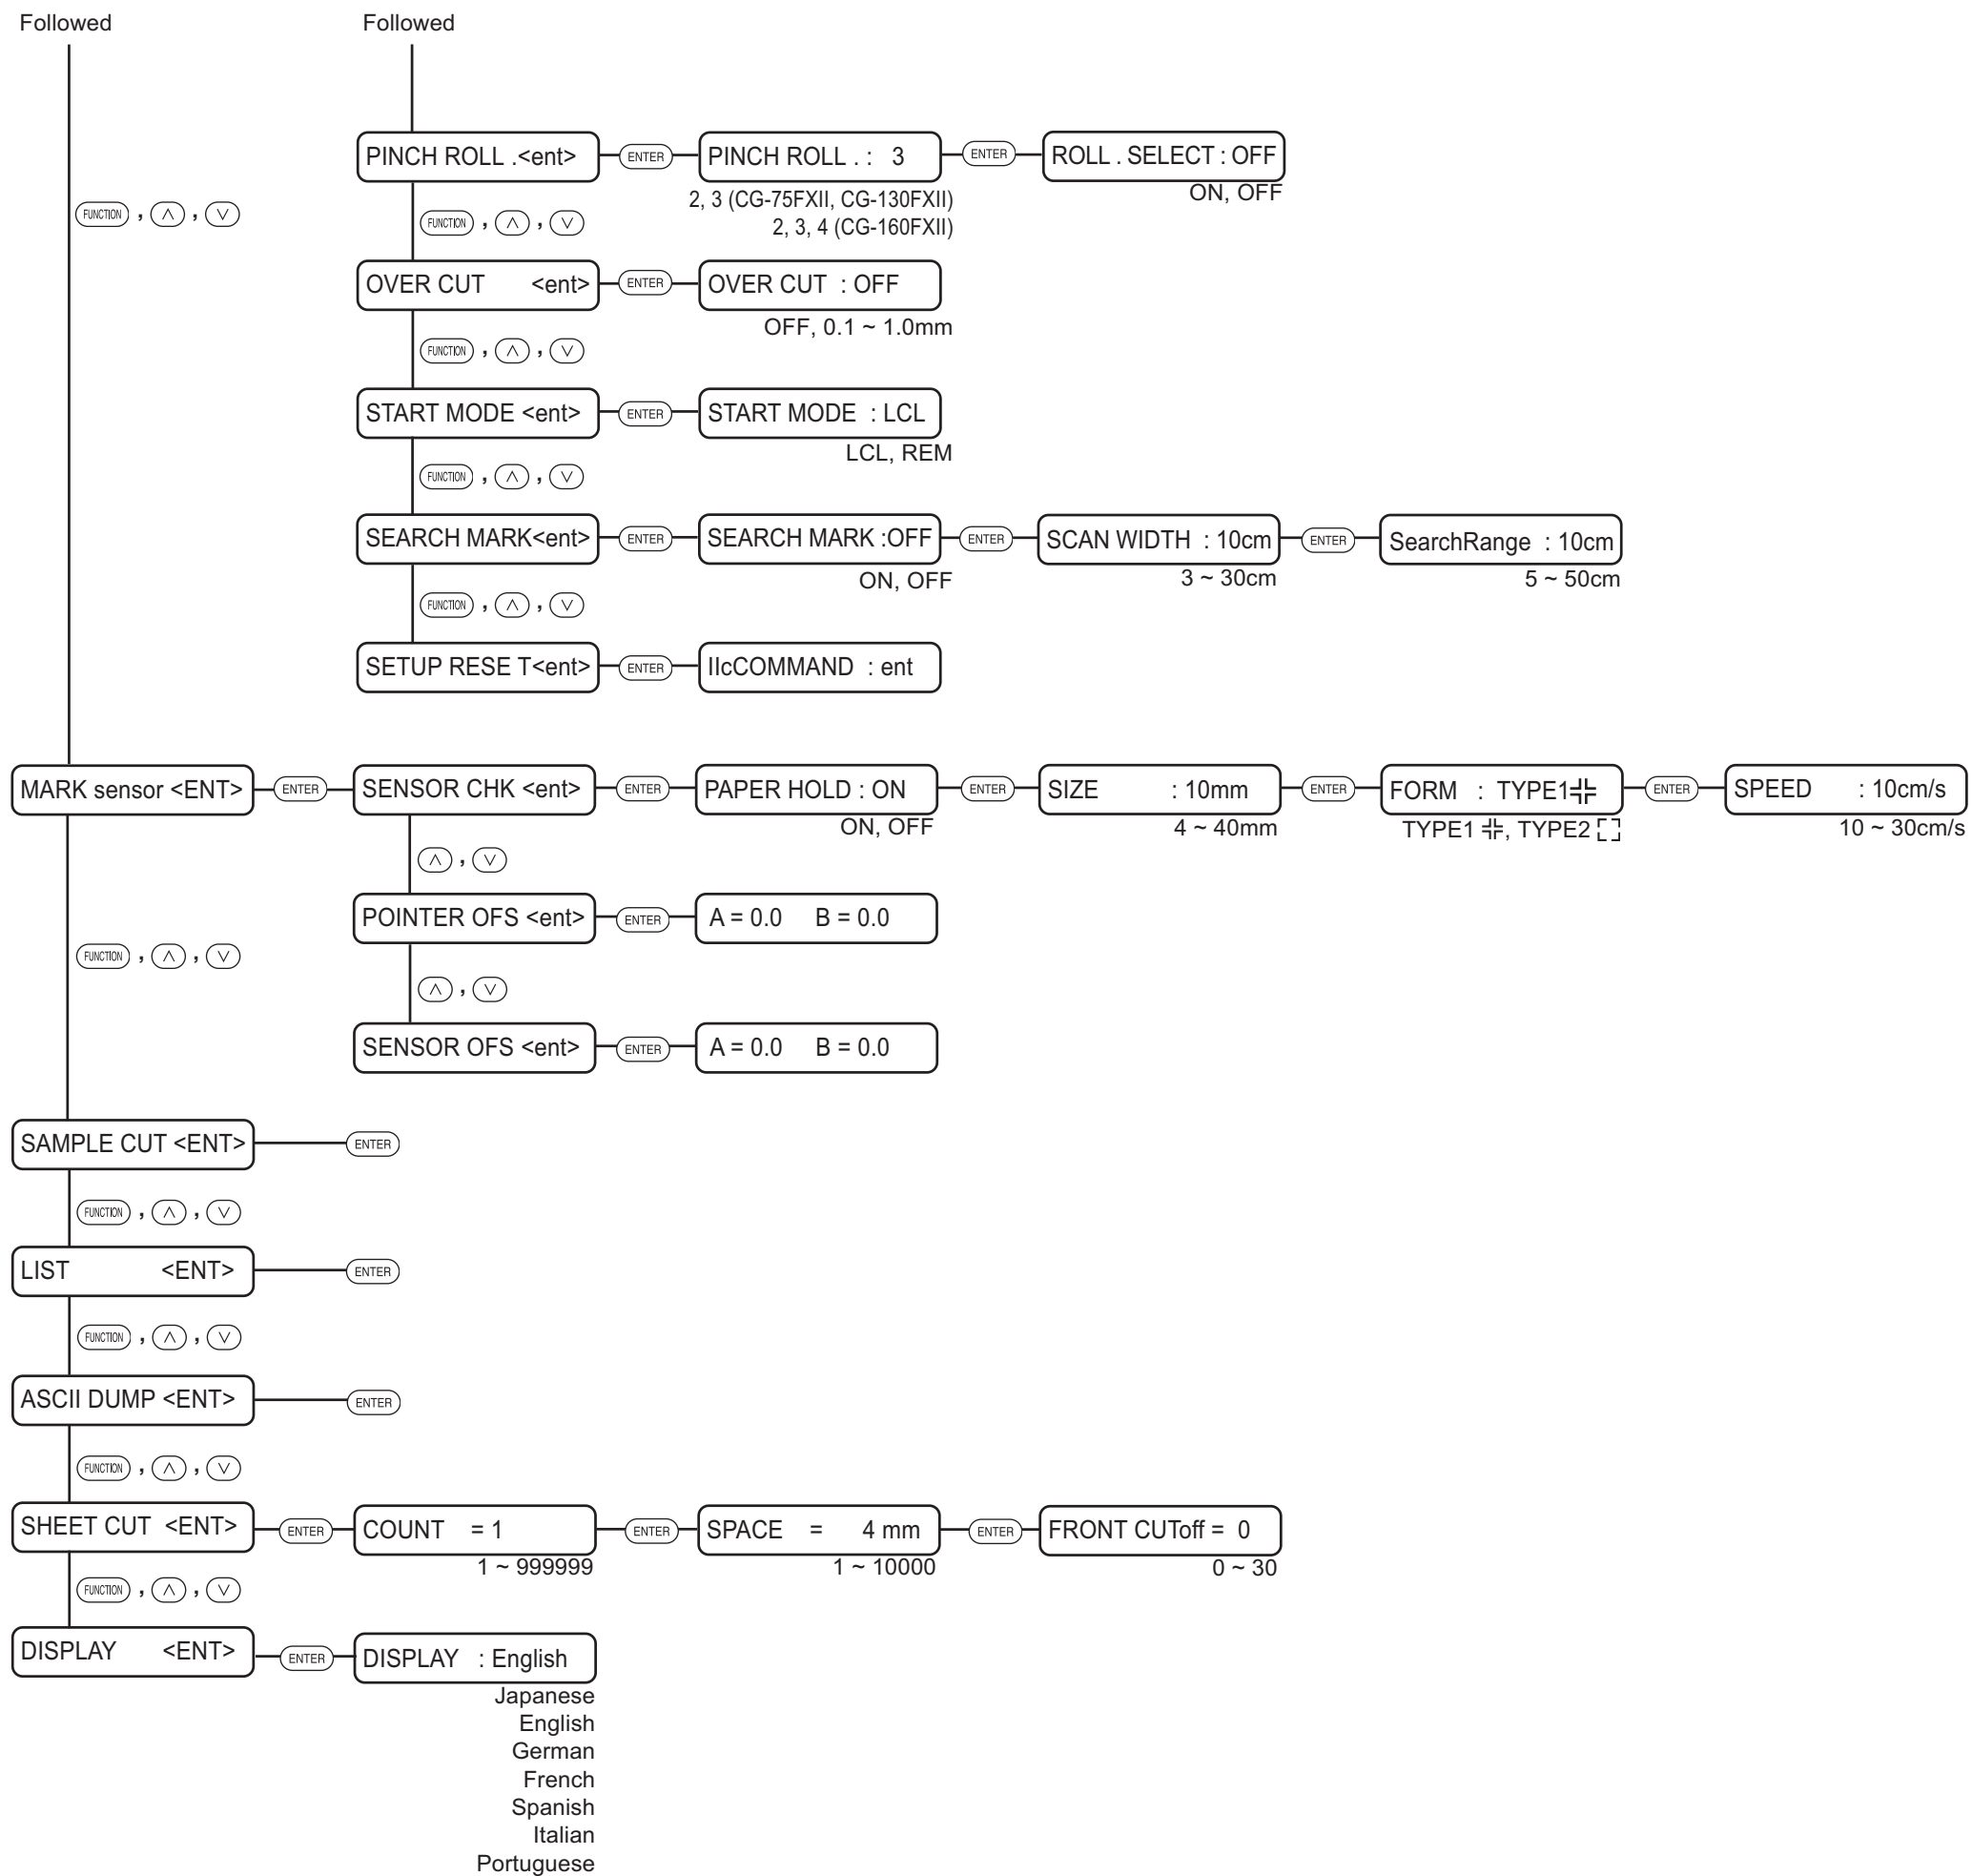 Followed Followed
PINCH ROLL .<ent> ENTER PINCH ROLL . : 3 ENTER ROLL . SELECT : OFF
2, 3 (CG-75FXII, CG-130FXII) ON, OFF
FUNCTION , , FUNCTION , , 2, 3, 4 (CG-160FXII)
OVER CUT <ent> ENTER OVER CUT : OFF
OFF, 0.1 ~ 1.0mm
FUNCTION , ,
START MODE <ent> ENTER START MODE : LCL
LCL, REM
FUNCTION , ,
SEARCH MARK<ent> ENTER SEARCH MARK :OFF ENTER SCAN WIDTH : 10cm ENTER SearchRange : 10cm
ON, OFF 3 ~ 30cm 5 ~ 50cm
FUNCTION , ,
SETUP RESE T<ent> ENTER IIcCOMMAND : ent
MARK sensor <ENT> ENTER SENSOR CHK <ent> ENTER PAPER HOLD : ON ENTER SIZE : 10mm ENTER FORM : TYPE1 ENTER SPEED : 10cm/s
ON, OFF 4 ~ 40mm TYPE1 , TYPE2 10 ~ 30cm/s
,
POINTER OFS <ent> ENTER A = 0.0 B = 0.0
FUNCTION , ,
,
SENSOR OFS <ent> ENTER A = 0.0 B = 0.0
SAMPLE CUT <ENT> ENTER
FUNCTION , ,
LIST <ENT> ENTER
FUNCTION , ,
ASCII DUMP <ENT> ENTER
FUNCTION , ,
SHEET CUT <ENT> ENTER COUNT = 1 ENTER SPACE = 4 mm ENTER FRONT CUToff = 0
1 ~ 999999 1 ~ 10000 0 ~ 30
FUNCTION , ,
DISPLAY <ENT> ENTER DISPLAY : English
Japanese
English
German
French
Spanish
Italian
Portuguese